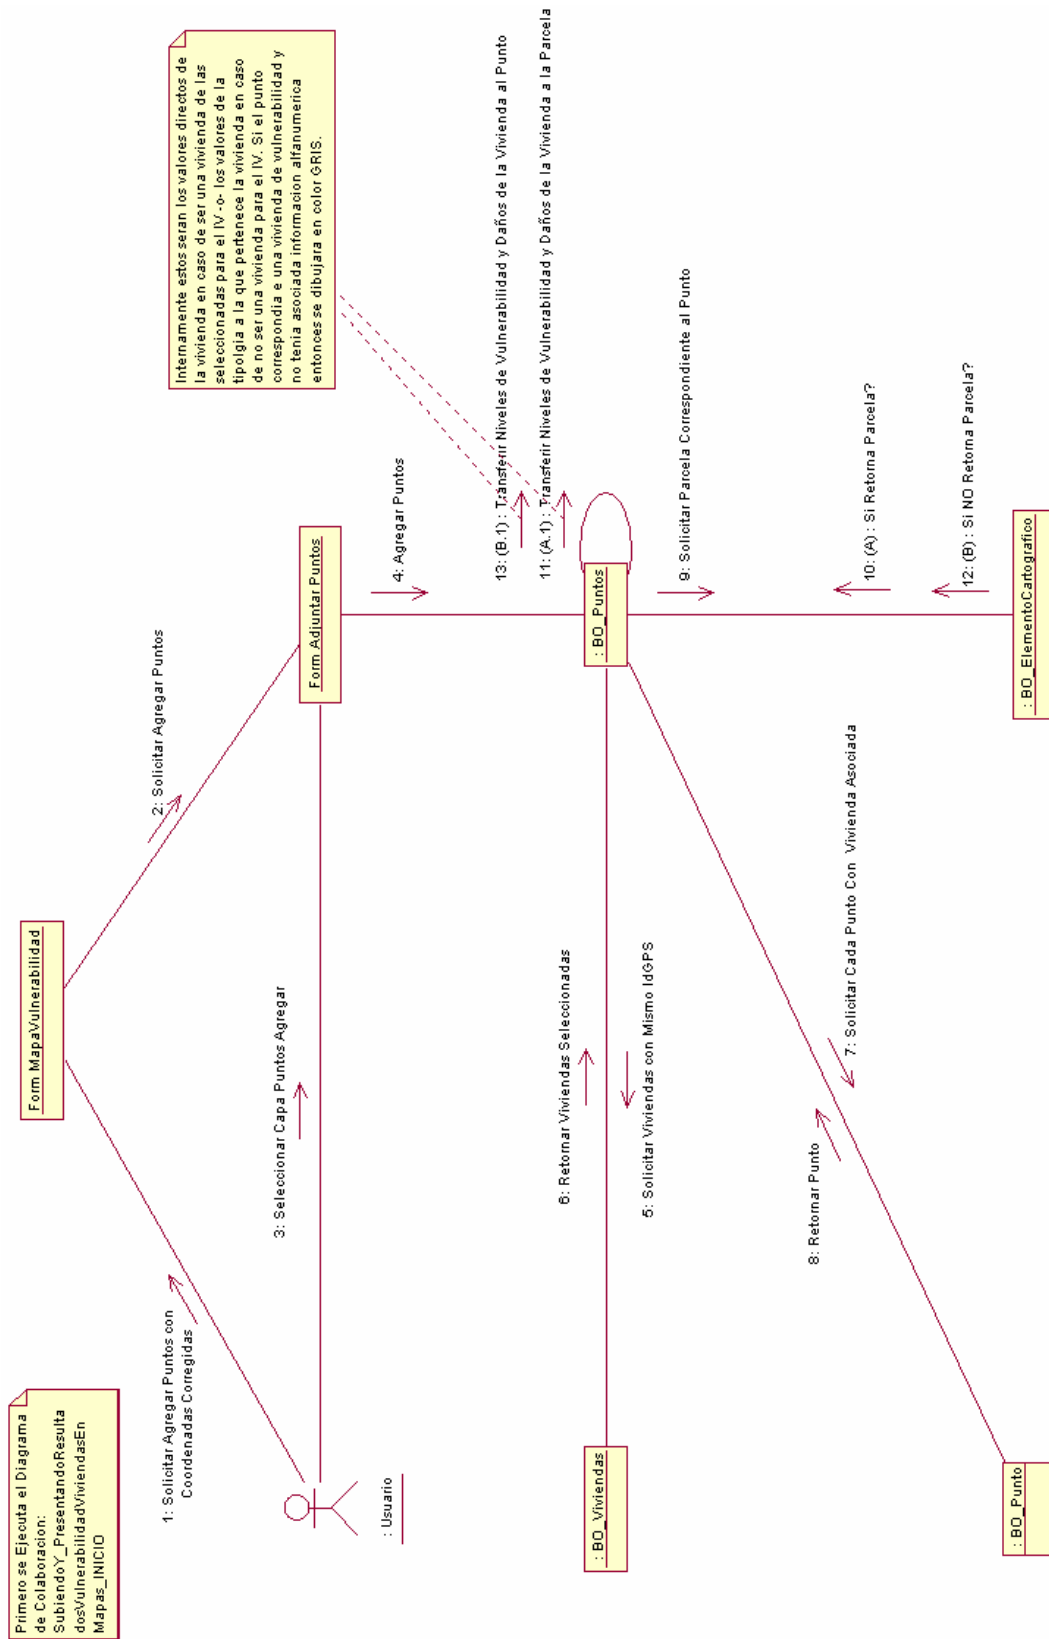 Primero se Ejecuta el Diagrama
de Colaboracion:
SubiendoY_PresentandoResulta
dosVulnerabilidadViviendasEn
Mapas_INICIO
1: Solicitar Agregar Puntos con
Coordenadas Corregidas
: Usuario
Form MapaVulnerabilidad
2: Solicitar Agregar Puntos
3: Seleccionar Capa Puntos Agregar
Form Adjuntar Puntos
4: Agregar Puntos
Internamente estos seran los valores directos de
la vivienda en caso de ser una vivienda de las
seleccionadas para el IV -o- los valores de la
tipolgia a la que pertenece la vivienda en caso
de no ser una vivienda para el IV. Si el punto
correspondia e una vivienda de vulnerabilidad y
no tenia asociada informacion alfanumerica
entonces se dibujara en color GRIS.
13: (B.1) : Transferir Niveles de Vulnerabilidad y Daños de la Vivienda al Punto
11: (A.1) : Transferir Niveles de Vulnerabilidad y Daños de la Vivienda a la Parcela
: BO_Viviendas
6: Retornar Viviendas Seleccionadas
5: Solicitar Viviendas con Mismo IdGPS
: BO_Puntos
9: Solicitar Parcela Correspondiente al Punto
8: Retornar Punto
7: Solicitar Cada Punto Con Vivienda Asociada
10: (A) : Si Retorna Parcela?
12: (B) : Si NO Retorna Parcela?
: BO_Punto
: BO_ElementoCartografico